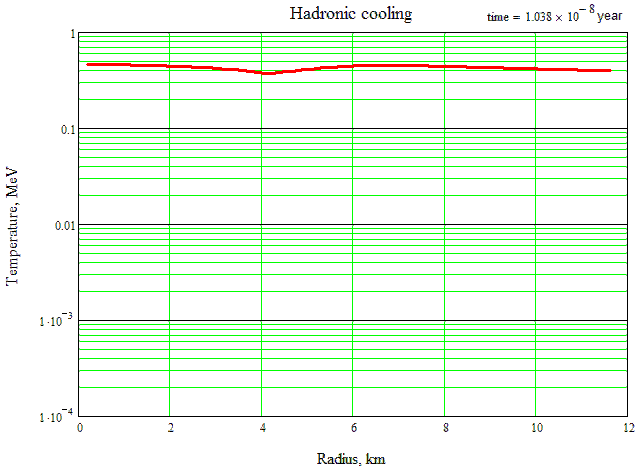 Hadronic cooling
time = 1.038 × 10⁻⁸ year
1
0.1
0.01
1·10⁻³
1·10⁻⁴
Temperature, MeV
0 2 4 6 8 10 12
Radius, km